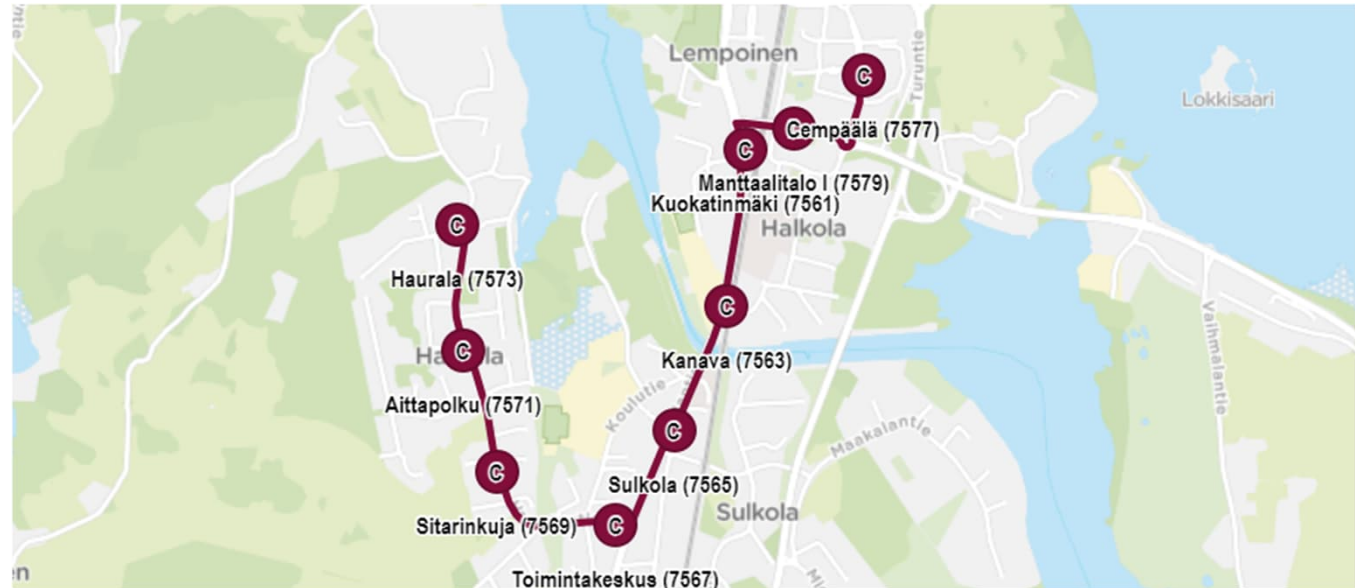 Lempoinen
C
Turuntie
Lokkisaari
Cempäälä (7577)
C
Manttaalitalo I (7579)
Kuokatinmäki (7561)
Halkola
C
Haurala (7573)
C
Kanava (7563)
C
Aittapolku (7571)
Koulutie
Vaihmalantie
C
Maakalantie
C
Sulkola (7565)
Sulkola
Sitarinkuja (7569)
C
Toimintakeskus (7567)